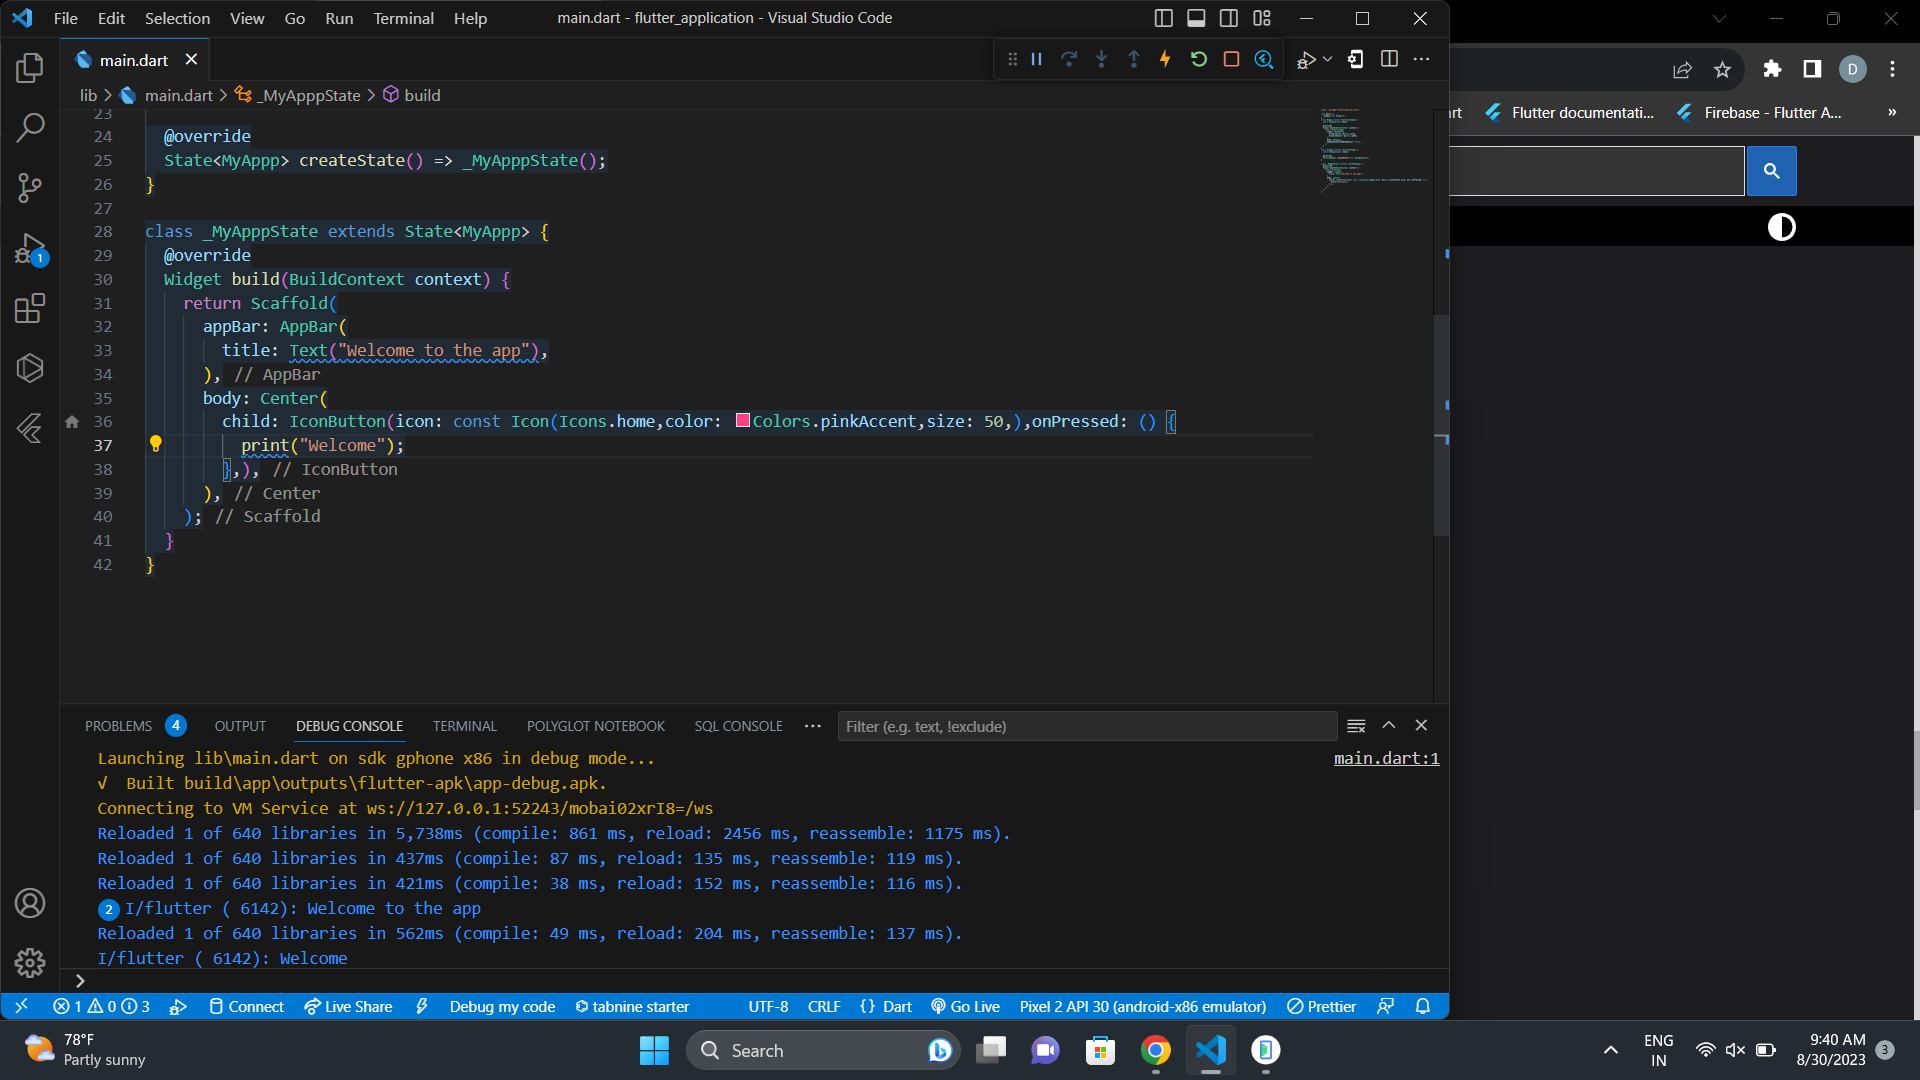 File Edit Selection View Go Run Terminal Help
main.dart - flutter_application - Visual Studio Code
main.dart
lib > main.dart > _MyApppState > build
23
24 @override
25 State<MyAppp> createState() => _MyApppState();
26 }
27
28 class _MyApppState extends State<MyAppp> {
29 @override
30 Widget build(BuildContext context) {
31 return Scaffold(
32 appBar: AppBar(
33 title: Text("Welcome to the app"),
34 ), // AppBar
35 body: Center(
36 child: IconButton(icon: const Icon(Icons.home,color: Colors.pinkAccent,size: 50,),onPressed: () {
37 print("Welcome");
38 },), // IconButton
39 ), // Center
40 ); // Scaffold
41 }
42 }
D
rt Flutter documentati... Firebase - Flutter A... »
1
PROBLEMS 4 OUTPUT DEBUG CONSOLE TERMINAL POLYGLOT NOTEBOOK SQL CONSOLE ··· Filter (e.g. text, !exclude)
Launching lib\main.dart on sdk gphone x86 in debug mode... main.dart:1
√ Built build\app\outputs\flutter-apk\app-debug.apk.
Connecting to VM Service at ws://127.0.0.1:52243/mobai02xrI8=/ws
Reloaded 1 of 640 libraries in 5,738ms (compile: 861 ms, reload: 2456 ms, reassemble: 1175 ms).
Reloaded 1 of 640 libraries in 437ms (compile: 87 ms, reload: 135 ms, reassemble: 119 ms).
Reloaded 1 of 640 libraries in 421ms (compile: 38 ms, reload: 152 ms, reassemble: 116 ms).
2 I/flutter ( 6142): Welcome to the app
Reloaded 1 of 640 libraries in 562ms (compile: 49 ms, reload: 204 ms, reassemble: 137 ms).
I/flutter ( 6142): Welcome
>
1 0 3 Connect Live Share Debug my code tabnine starter UTF-8 CRLF {} Dart Go Live Pixel 2 API 30 (android-x86 emulator) Prettier
78°F
Partly sunny
Search
ENG
IN
9:40 AM
8/30/2023
3